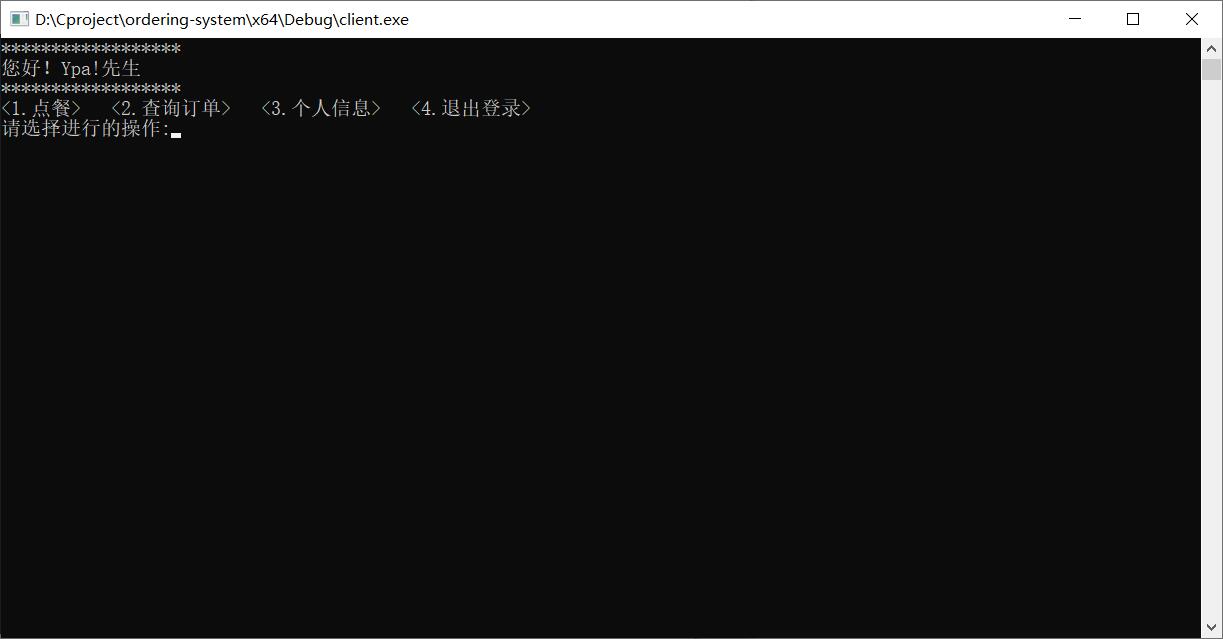 D:\Cproject\ordering-system\x64\Debug\client.exe
******************
您好！Ypa!先生
******************
<1.点餐>   <2.查询订单>   <3.个人信息>   <4.退出登录>
请选择进行的操作: